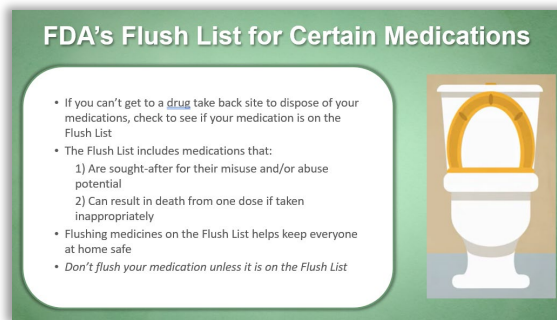 FDA's Flush List for Certain Medications
• If you can't get to a drug take back site to dispose of your
medications, check to see if your medication is on the
Flush List
• The Flush List includes medications that:
1) Are sought-after for their misuse and/or abuse
potential
2) Can result in death from one dose if taken
inappropriately
• Flushing medicines on the Flush List helps keep everyone
at home safe
• Don't flush your medication unless it is on the Flush List